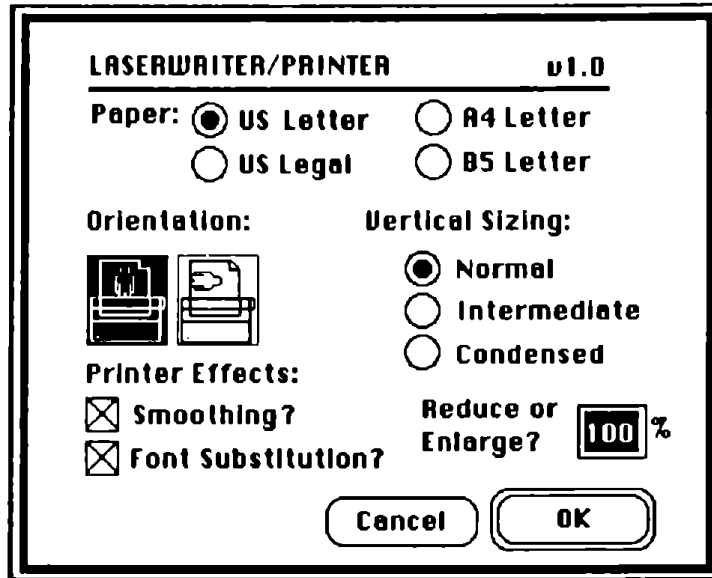 LASERWRITER/PRINTER v1.0
Paper: US Letter A4 Letter
US Legal B5 Letter
Orientation: Vertical Sizing:
Normal
Intermediate
Condensed
Printer Effects:
Smoothing?
Font Substitution?
Reduce or
Enlarge? 100 %
Cancel OK